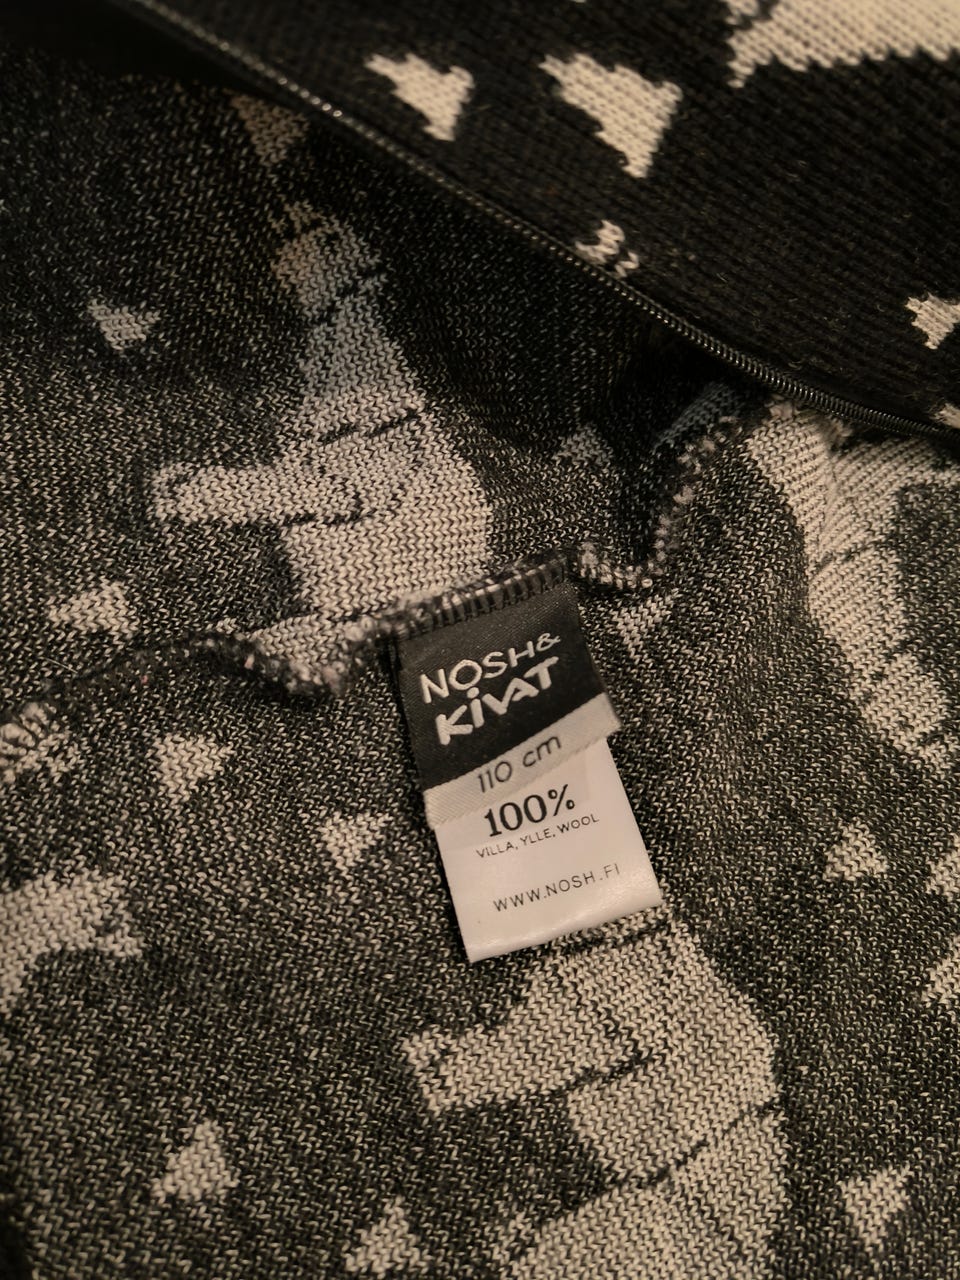 NOSH&
KIVAT
110 cm
100%
VILLA, YLLE, WOOL
WWW.NOSH.FI